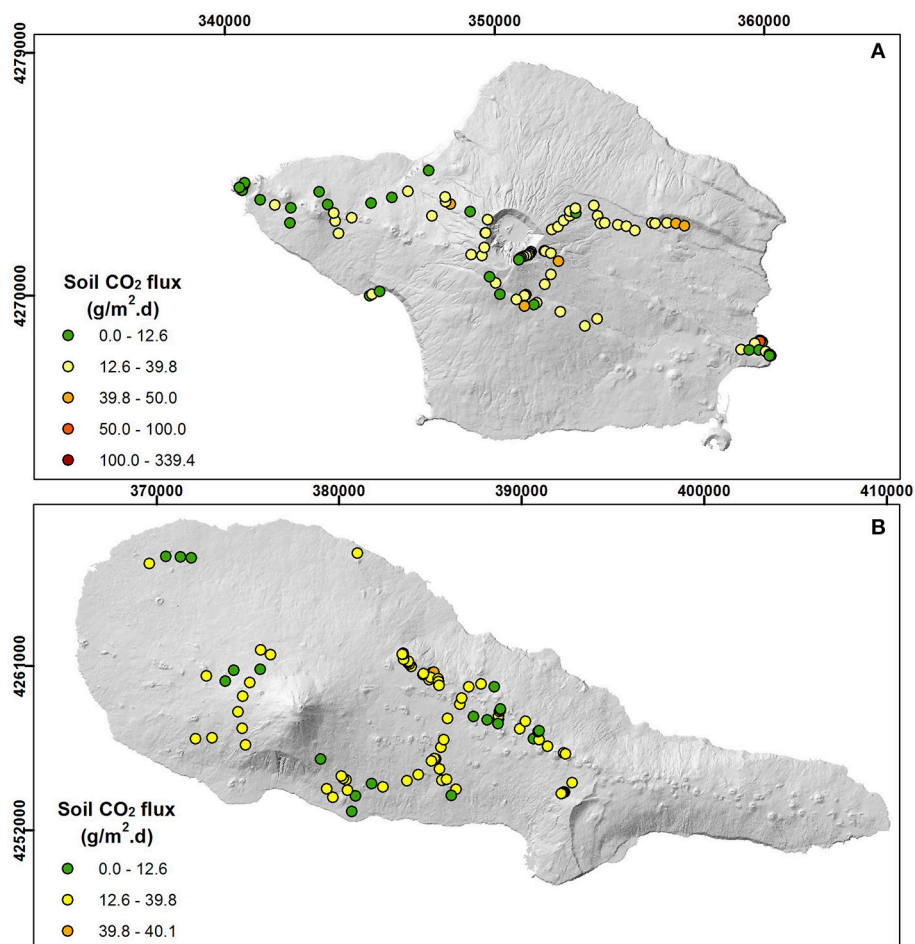 340000 350000 360000
4279000
A
4270000
Soil CO2 flux
(g/m2.d)
0.0 - 12.6
12.6 - 39.8
39.8 - 50.0
50.0 - 100.0
100.0 - 339.4
370000 380000 390000 400000 410000
B
4261000
4252000
Soil CO2 flux
(g/m2.d)
0.0 - 12.6
12.6 - 39.8
39.8 - 40.1